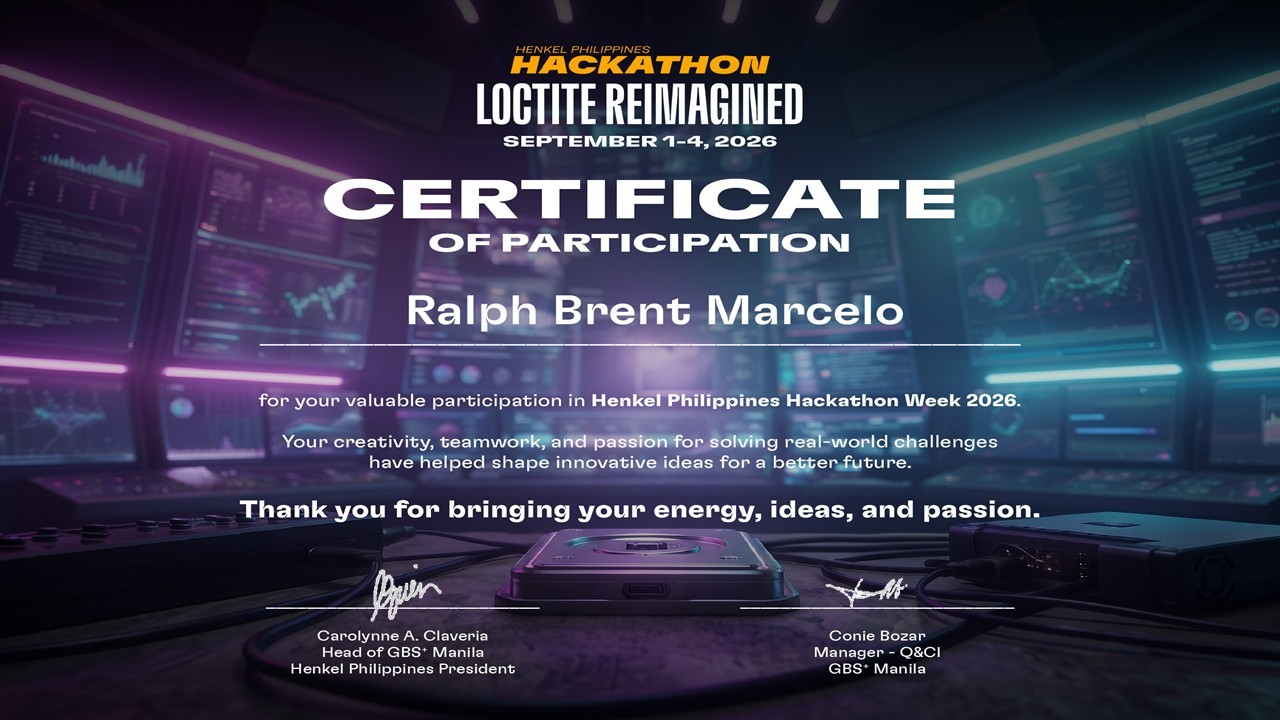 HENKEL PHILIPPINES
HACKATHON
LOCTITE REIMAGINED
SEPTEMBER 1-4, 2026
CERTIFICATE
OF PARTICIPATION
Ralph Brent Marcelo
for your valuable participation in Henkel Philippines Hackathon Week 2026.
Your creativity, teamwork, and passion for solving real-world challenges
have helped shape innovative ideas for a better future.
Thank you for bringing your energy, ideas, and passion.
Carolynne A. Claveria
Head of GBS⁺ Manila
Henkel Philippines President
Conie Bozar
Manager - Q&CI
GBS⁺ Manila